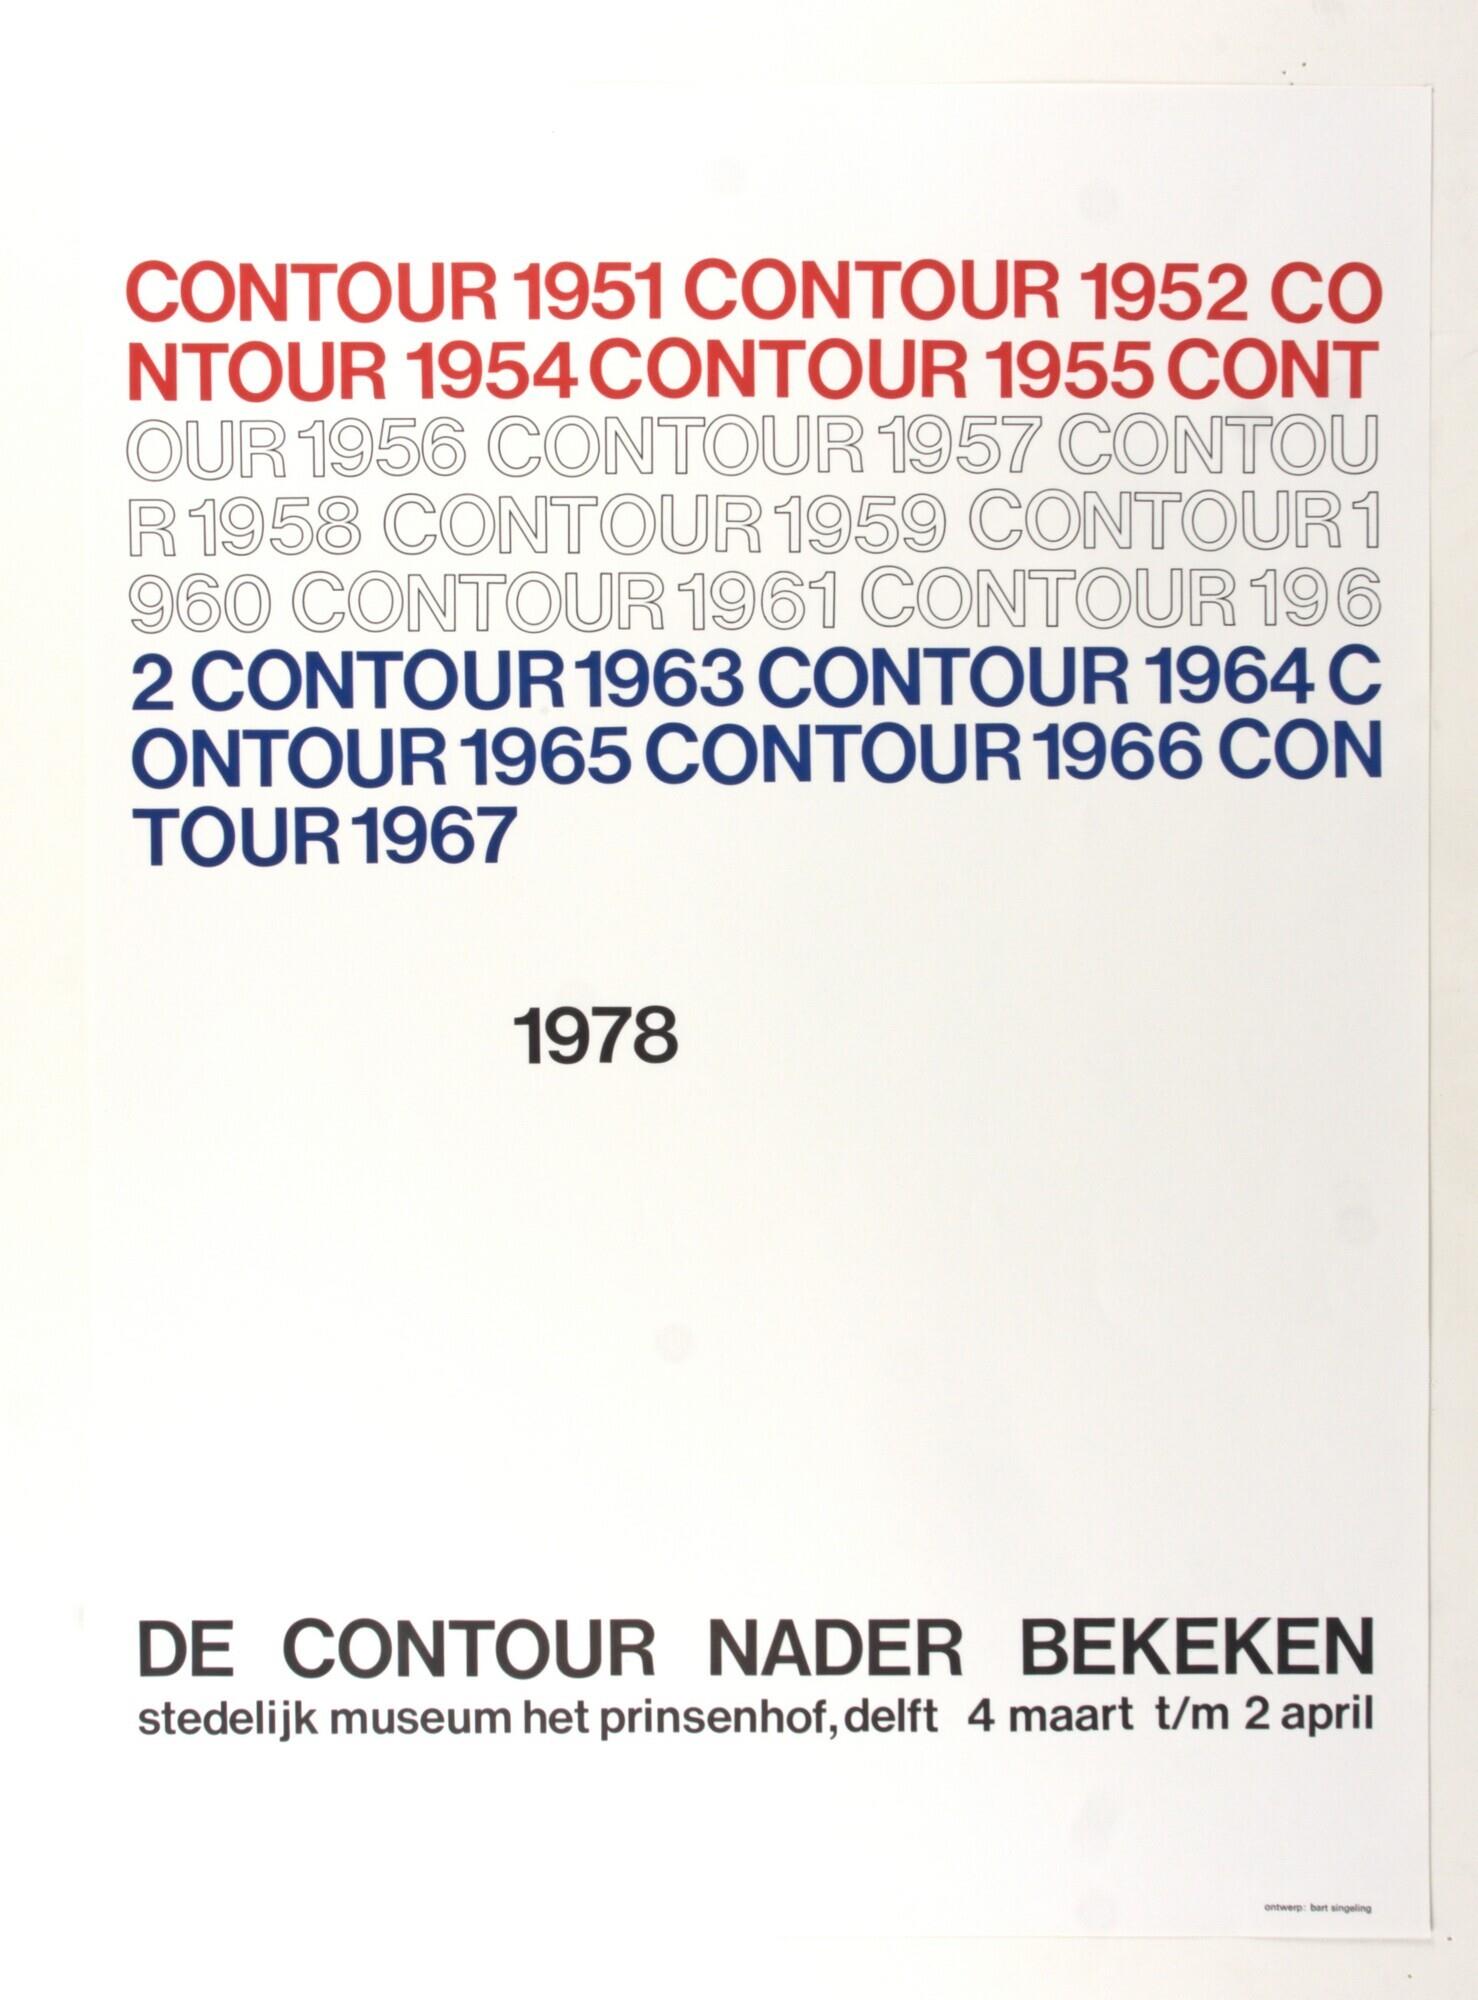 CONTOUR 1951 CONTOUR 1952 CO
NTOUR 1954 CONTOUR 1955 CONT
OUR 1956 CONTOUR 1957 CONTOU
R 1958 CONTOUR 1959 CONTOUR 1
960 CONTOUR 1961 CONTOUR 196
2 CONTOUR 1963 CONTOUR 1964 C
ONTOUR 1965 CONTOUR 1966 CON
TOUR 1967
1978
DE CONTOUR NADER BEKEKEN
stedelijk museum het prinsenhof, delft 4 maart t/m 2 april
ontwerp: bart singeling